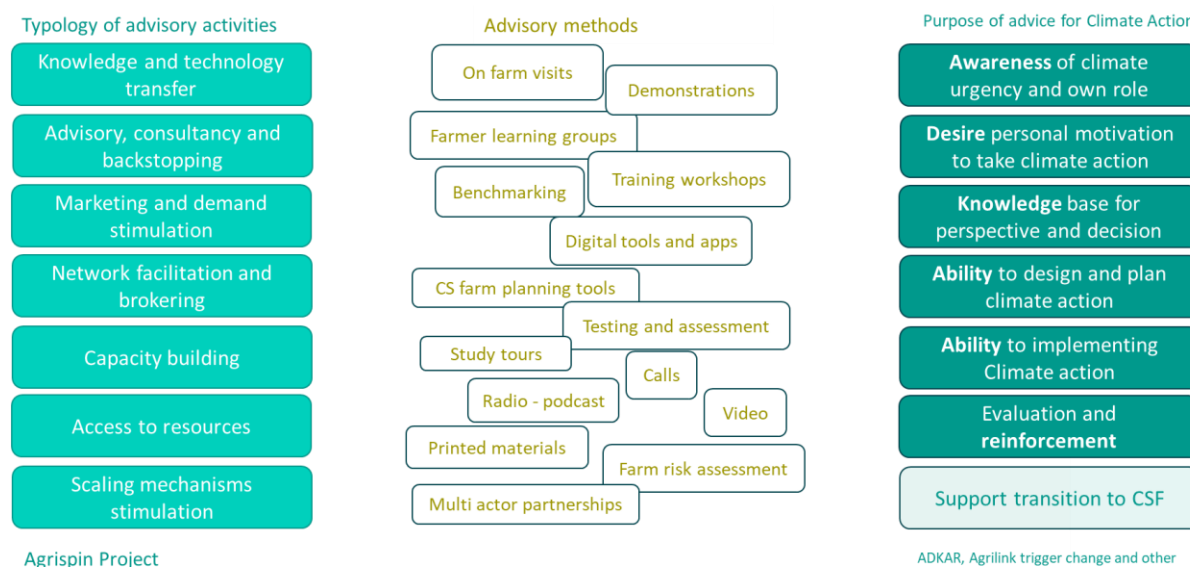 Typology of advisory activities
Knowledge and technology
transfer
Advisory, consultancy and
backstopping
Marketing and demand
stimulation
Network facilitation and
brokering
Capacity building
Access to resources
Scaling mechanisms
stimulation
Agrispin Project
Advisory methods
On farm visits
Demonstrations
Farmer learning groups
Training workshops
Benchmarking
Digital tools and apps
CS farm planning tools
Testing and assessment
Study tours
Calls
Radio - podcast
Video
Printed materials
Farm risk assessment
Multi actor partnerships
Purpose of advice for Climate Action
Awareness of climate
urgency and own role
Desire personal motivation
to take climate action
Knowledge base for
perspective and decision
Ability to design and plan
climate action
Ability to implementing
Climate action
Evaluation and
reinforcement
Support transition to CSF
ADKAR, Agrilink trigger change and other